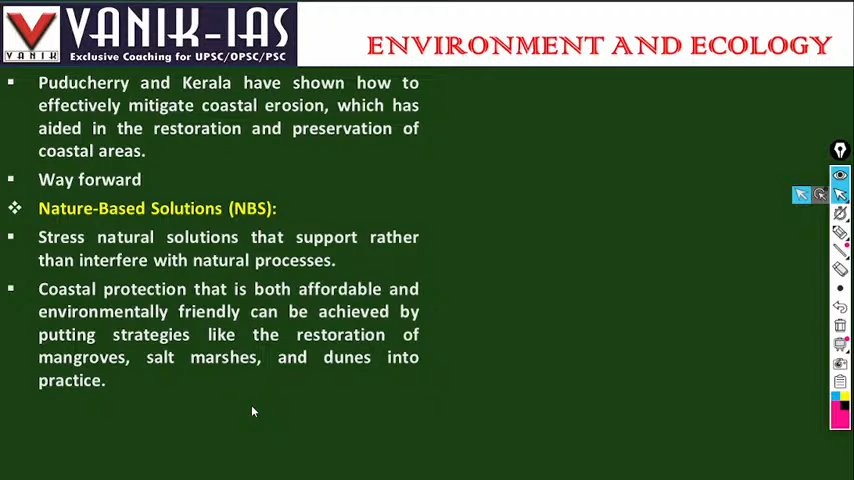 VANIK-IAS
VANIK
Exclusive Coaching for UPSC/OPSC/PSC
ENVIRONMENT AND ECOLOGY
▪ Puducherry and Kerala have shown how to
effectively mitigate coastal erosion, which has
aided in the restoration and preservation of
coastal areas.
▪ Way forward
❖ Nature-Based Solutions (NBS):
▪ Stress natural solutions that support rather
than interfere with natural processes.
▪ Coastal protection that is both affordable and
environmentally friendly can be achieved by
putting strategies like the restoration of
mangroves, salt marshes, and dunes into
practice.